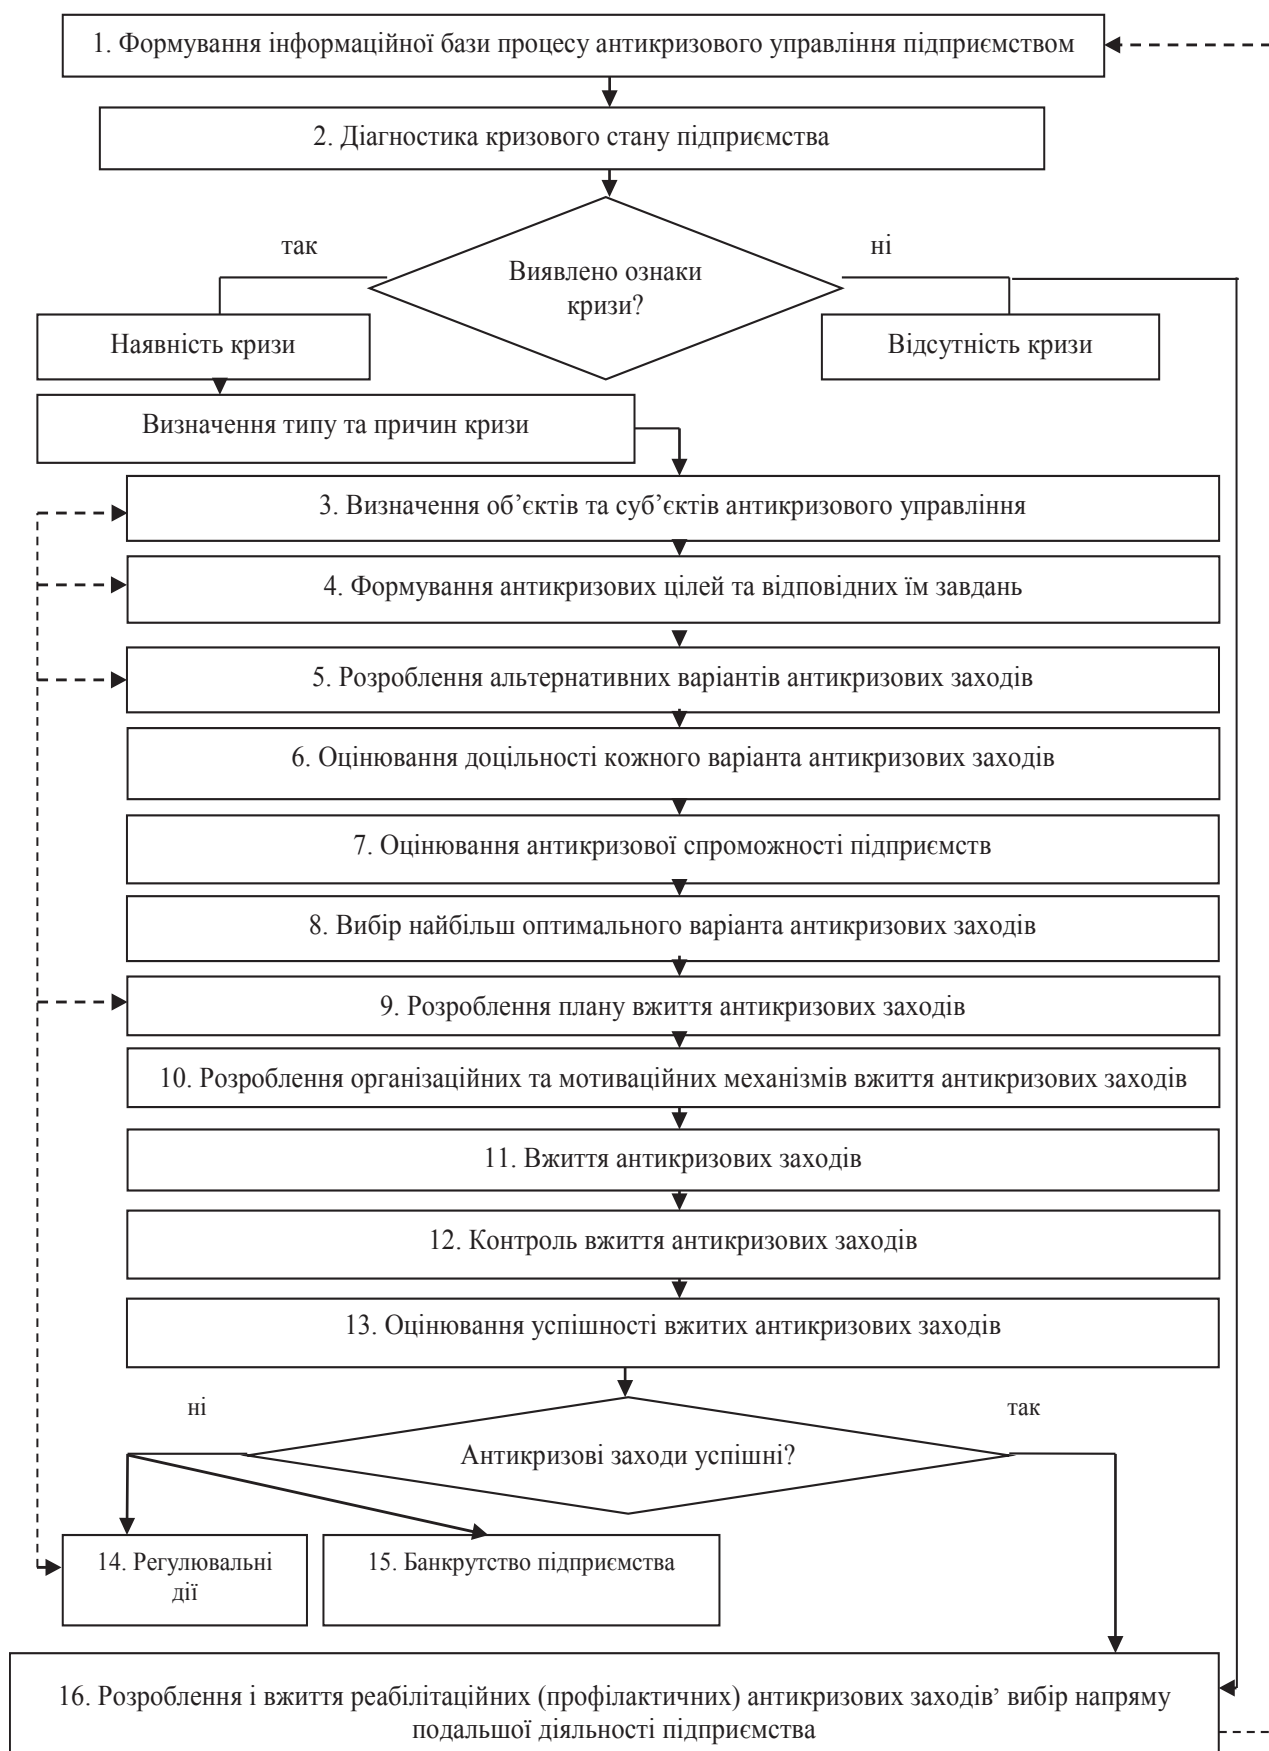 1. Формування інформаційної бази процесу антикризового управління підприємством
2. Діагностика кризового стану підприємства
так
ні
Виявлено ознаки
кризи?
Наявність кризи
Відсутність кризи
Визначення типу та причин кризи
3. Визначення об’єктів та суб’єктів антикризового управління
4. Формування антикризових цілей та відповідних їм завдань
5. Розроблення альтернативних варіантів антикризових заходів
6. Оцінювання доцільності кожного варіанта антикризових заходів
7. Оцінювання антикризової спроможності підприємств
8. Вибір найбільш оптимального варіанта антикризових заходів
9. Розроблення плану вжиття антикризових заходів
10. Розроблення організаційних та мотиваційних механізмів вжиття антикризових заходів
11. Вжиття антикризових заходів
12. Контроль вжиття антикризових заходів
13. Оцінювання успішності вжитих антикризових заходів
ні
так
Антикризові заходи успішні?
14. Регулювальні
дії
15. Банкрутство підприємства
16. Розроблення і вжиття реабілітаційних (профілактичних) антикризових заходів’ вибір напряму
подальшої діяльності підприємства